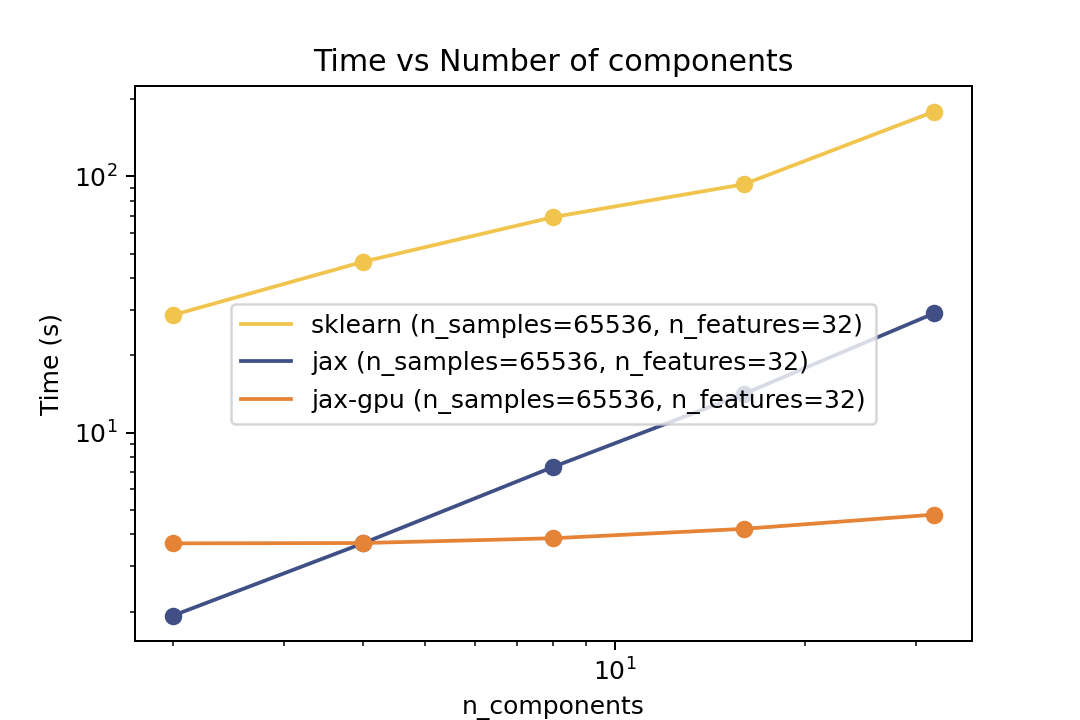 Time vs Number of components
10²
10¹
Time (s)
sklearn (n_samples=65536, n_features=32)
jax (n_samples=65536, n_features=32)
jax-gpu (n_samples=65536, n_features=32)
10¹
n_components